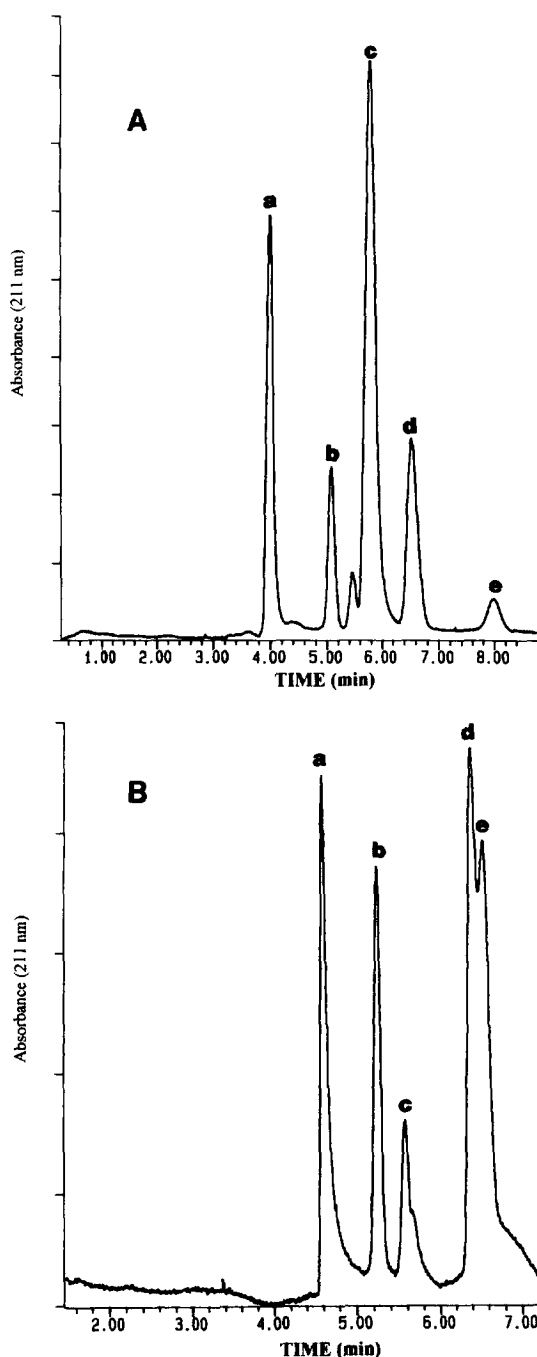 A
a
b
c
d
e
Absorbance (211 nm)
1.00 2.00 3.00 4.00 5.00 6.00 7.00 8.00
TIME (min)
B
a
b
c
d
e
Absorbance (211 nm)
2.00 3.00 4.00 5.00 6.00 7.00
TIME (min)